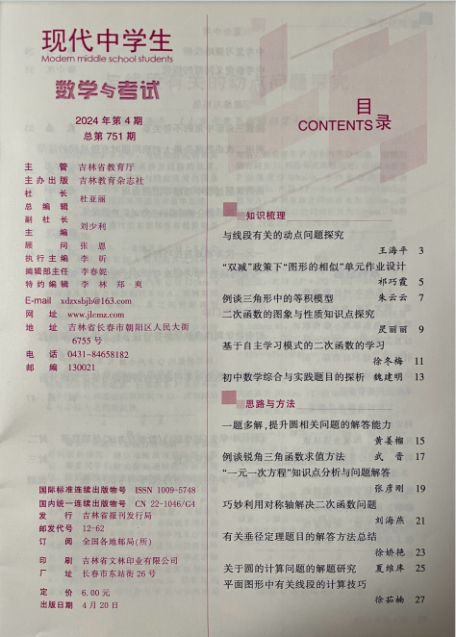 现代中学生
Modern middle school students
数学与考试
2024 年第 4 期
总第 751 期
主 管 吉林省教育厅
主办出版 吉林教育杂志社
社 长
总 编 辑 杜亚丽
副 社 长
主 编 刘少利
顾 问 张 恩
执行主编 李 昕
编辑部主任 李春妮
特约编辑 李 林 郑 爽
E-mail xdzxsbjb@163.com
网 址 www.jlcmz.com
地 址 吉林省长春市朝阳区人民大街
6755 号
电 话 0431-84658182
邮 编 130021
国际标准连续出版物号 ISSN 1009-5748
国内统一连续出版物号 CN 22-1046/G4
发 行 吉林省报刊发行局
邮发代号 12-62
订 阅 全国各地邮局(所)
印 刷 吉林省文林印业有限公司
厂 址 长春市东站街 26 号
定 价 6.00 元
出版日期 4 月 20 日
目
CONTENTS 录
知识梳理
与线段有关的动点问题探究
王海平 3
“双减”政策下“图形的相似”单元作业设计
祁巧霞 5
例谈三角形中的等积模型 朱云云 7
二次函数的图象与性质知识点探究
灵丽丽 9
基于自主学习模式的二次函数的学习
徐冬梅 11
初中数学综合与实践题目的探析 魏建明 13
思路与方法
一题多解,提升圆相关问题的解答能力
黄姜榴 15
例谈锐角三角函数求值方法 武 音 17
“一元一次方程”知识点分析与问题解答
张彦刚 19
巧妙利用对称轴解决二次函数问题
刘海燕 21
有关垂径定理题目的解答方法总结
徐娇艳 23
关于圆的计算问题的解题研究 夏维库 25
平面图形中有关线段的计算技巧
徐茹楠 27